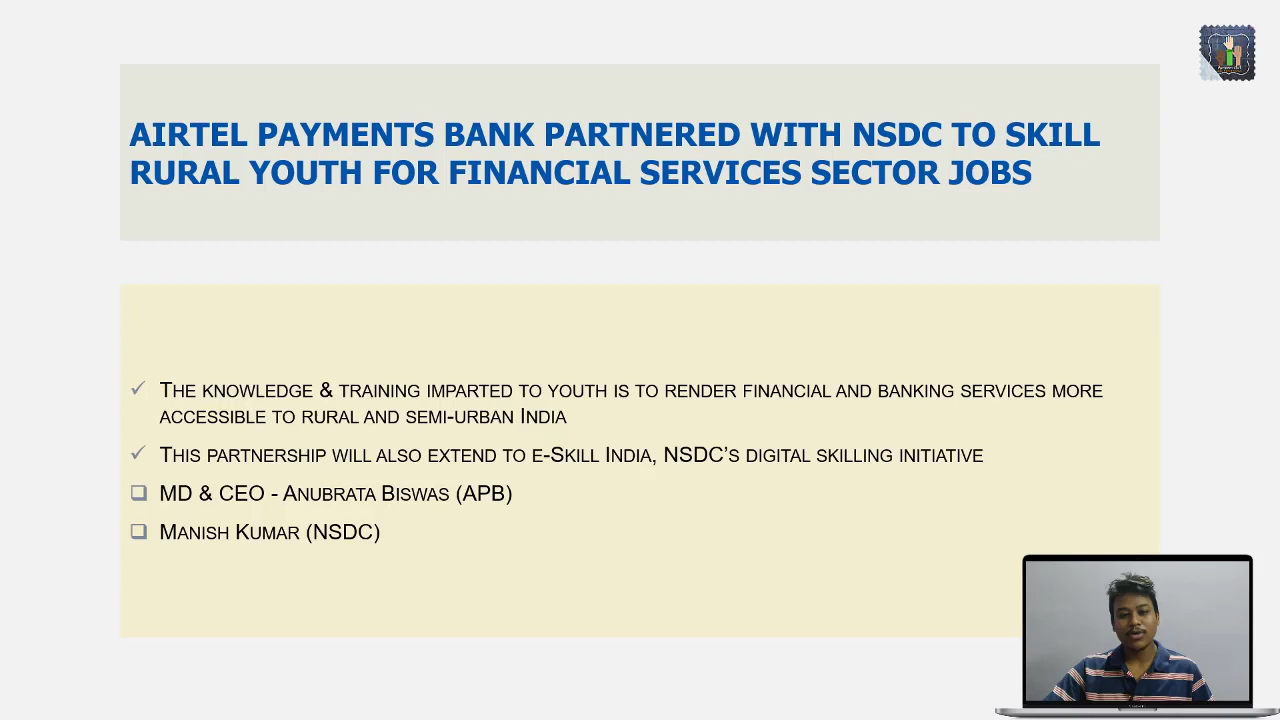 AIRTEL PAYMENTS BANK PARTNERED WITH NSDC TO SKILL
RURAL YOUTH FOR FINANCIAL SERVICES SECTOR JOBS
✓ THE KNOWLEDGE & TRAINING IMPARTED TO YOUTH IS TO RENDER FINANCIAL AND BANKING SERVICES MORE
ACCESSIBLE TO RURAL AND SEMI-URBAN INDIA
✓ THIS PARTNERSHIP WILL ALSO EXTEND TO E-SKILL INDIA, NSDC'S DIGITAL SKILLING INITIATIVE
❑ MD & CEO - ANUBRATA BISWAS (APB)
❑ MANISH KUMAR (NSDC)